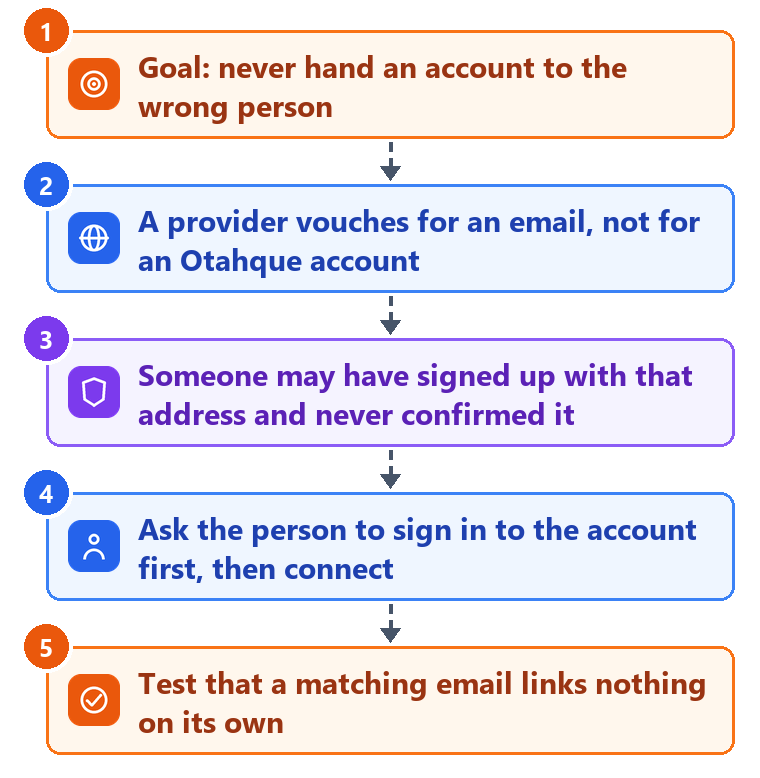 1
Goal: never hand an account to the
wrong person
2
A provider vouches for an email, not for
an Otahque account
3
Someone may have signed up with that
address and never confirmed it
4
Ask the person to sign in to the account
first, then connect
5
Test that a matching email links nothing
on its own